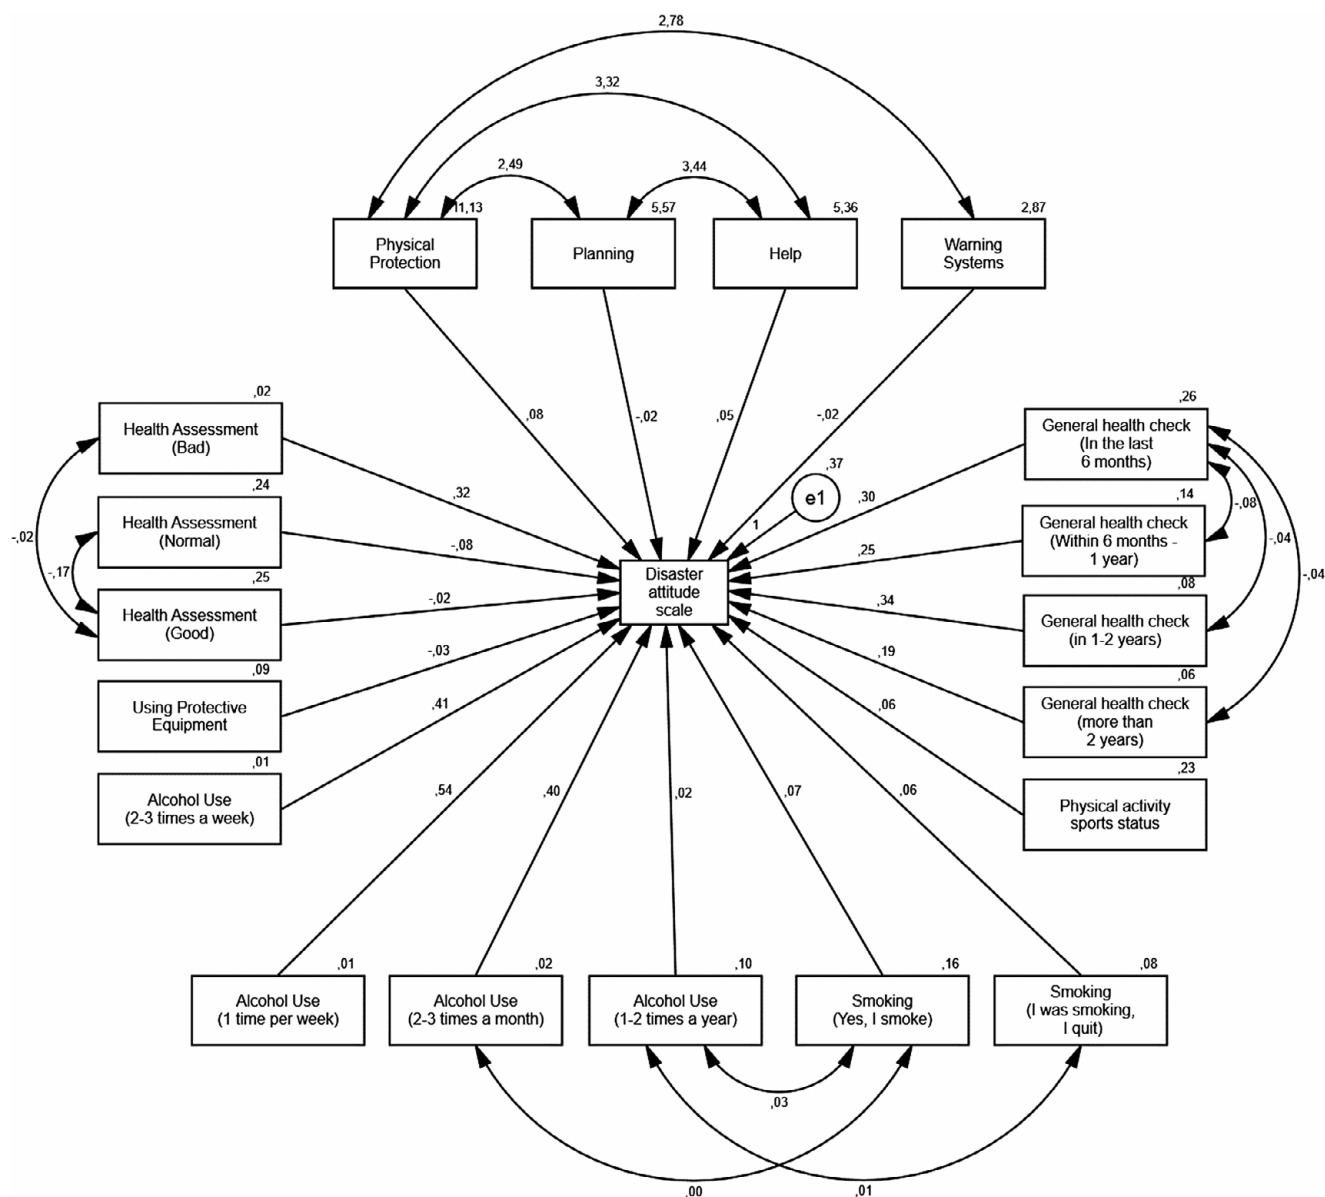 2,78
3,32
2,49
3,44
11,13
5,57
5,36
2,87
Physical
Protection
Planning
Help
Warning
Systems
,08
-,02
,05
-,02
,02
Health Assessment
(Bad)
,24
Health Assessment
(Normal)
,25
Health Assessment
(Good)
,09
Using Protective
Equipment
,01
Alcohol Use
(2-3 times a week)
-,02
-,17
,32
-,08
-,02
-,03
,41
,37
e1
1
Disaster
attitude
scale
,30
,25
,34
,19
,06
,26
General health check
(In the last
6 months)
,14
General health check
(Within 6 months -
1 year)
,08
General health check
(in 1-2 years)
,06
General health check
(more than
2 years)
,23
Physical activity
sports status
-,08
-,04
-,04
,54
,40
,02
,07
,06
,01
Alcohol Use
(1 time per week)
,02
Alcohol Use
(2-3 times a month)
,10
Alcohol Use
(1-2 times a year)
,16
Smoking
(Yes, I smoke)
,08
Smoking
(I was smoking,
I quit)
,03
,00
,01